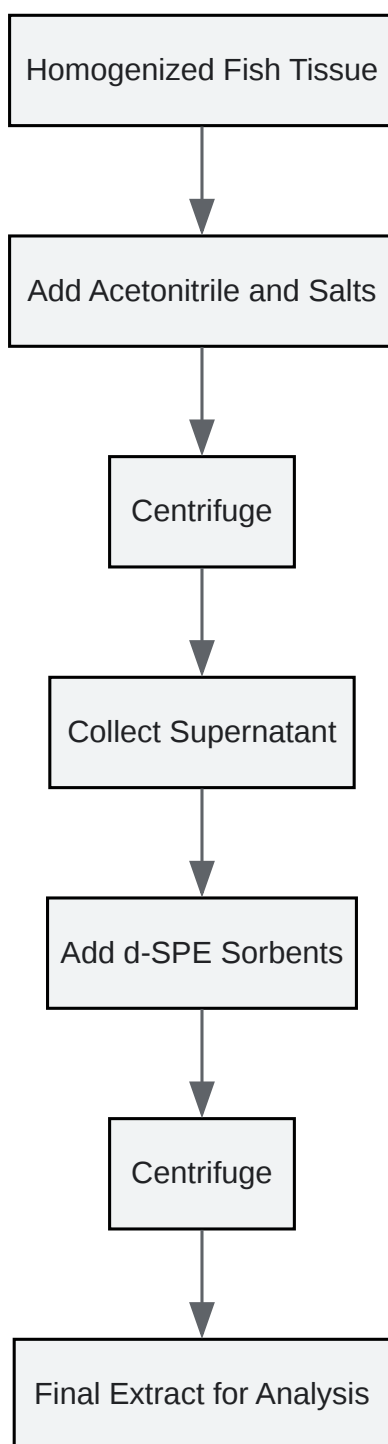 Homogenized Fish Tissue
Add Acetonitrile and Salts
Centrifuge
Collect Supernatant
Add d-SPE Sorbents
Centrifuge
Final Extract for Analysis